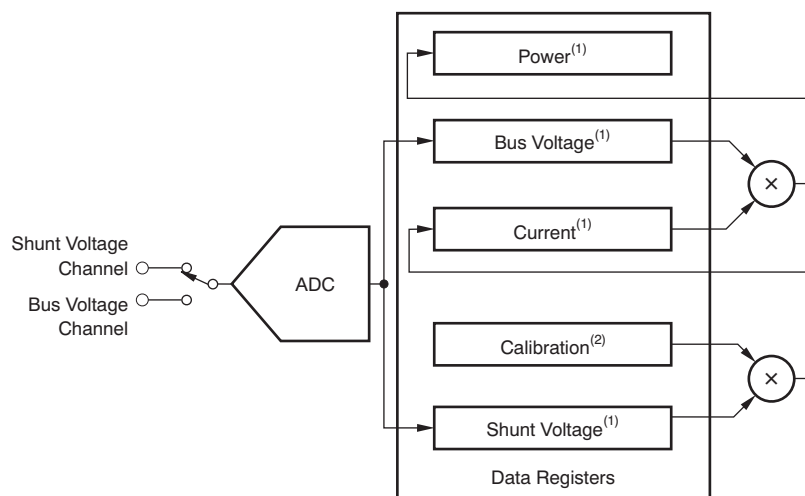 Power(1)
Bus Voltage(1)
×
Current(1)
Shunt Voltage
Channel
ADC
Bus Voltage
Channel
Calibration(2)
×
Shunt Voltage(1)
Data Registers